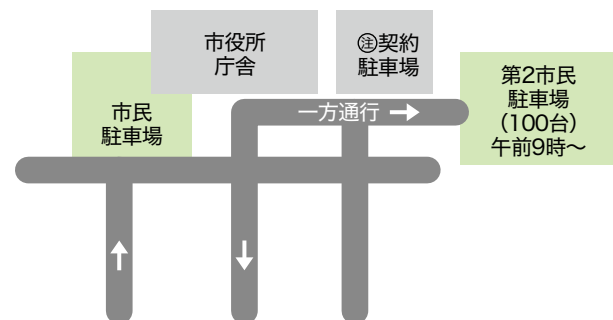 市役所
庁舎
㊟契約
駐車場
市民
駐車場
一方通行
第2市民
駐車場
（100台）
午前9時〜